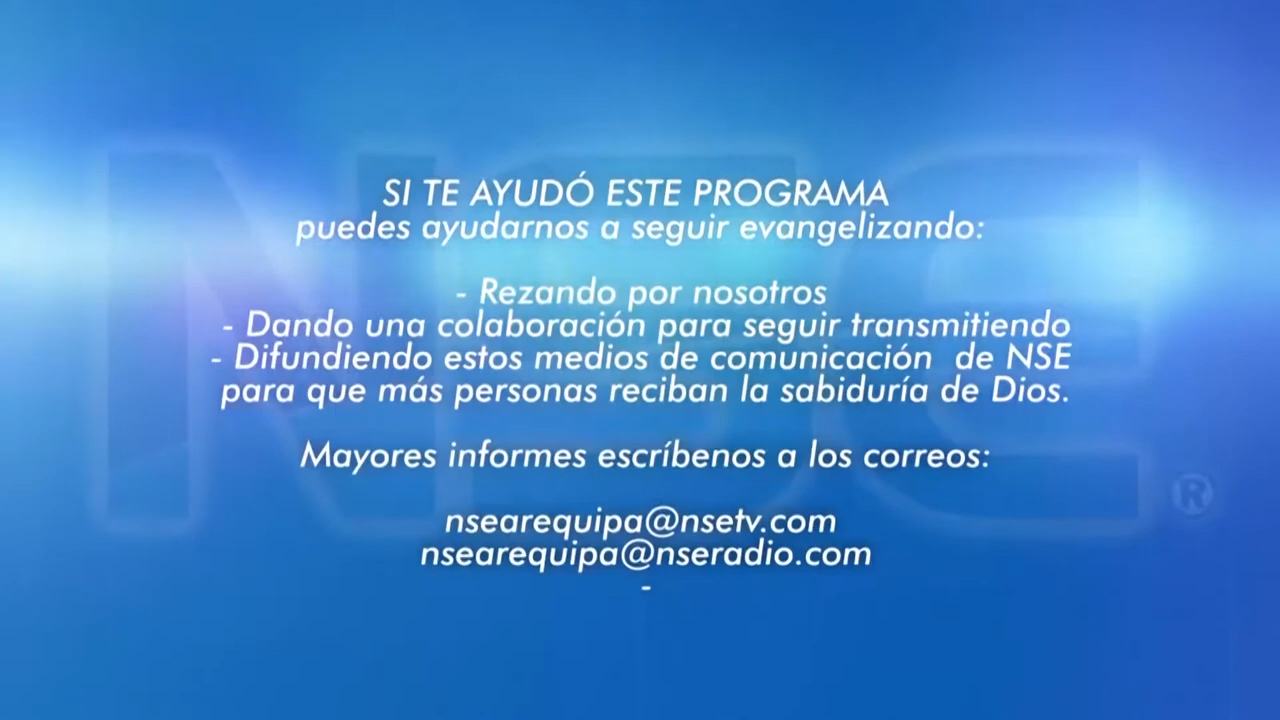 SI TE AYUDÓ ESTE PROGRAMA
puedes ayudarnos a seguir evangelizando:
- Rezando por nosotros
- Dando una colaboración para seguir transmitiendo
- Difundiendo estos medios de comunicación  de NSE
para que más personas reciban la sabiduría de Dios.
Mayores informes escríbenos a los correos:
nsearequipa@nsetv.com
nsearequipa@nseradio.com
-
NSE®